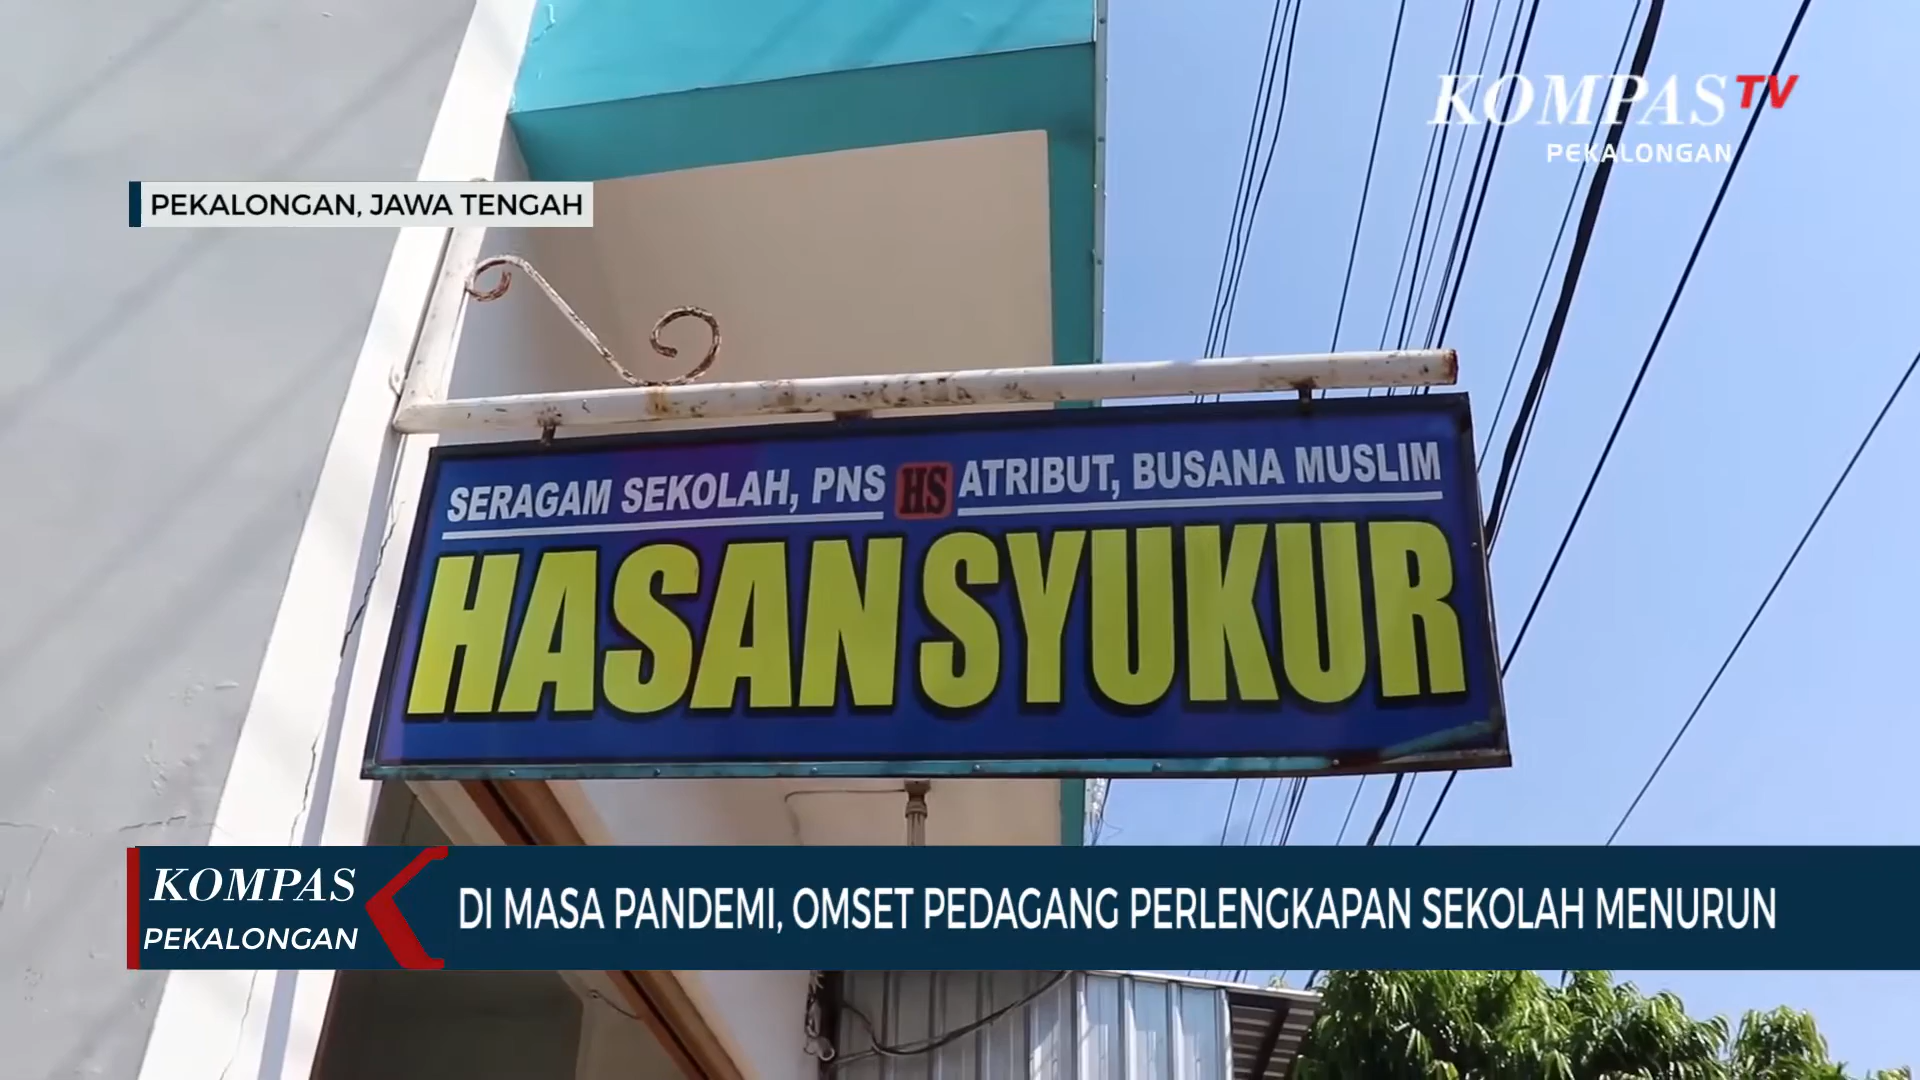 KOMPAS TV
PEKALONGAN
PEKALONGAN, JAWA TENGAH
SERAGAM SEKOLAH, PNS HS ATRIBUT, BUSANA MUSLIM
HASAN SYUKUR
KOMPAS
PEKALONGAN
DI MASA PANDEMI, OMSET PEDAGANG PERLENGKAPAN SEKOLAH MENURUN